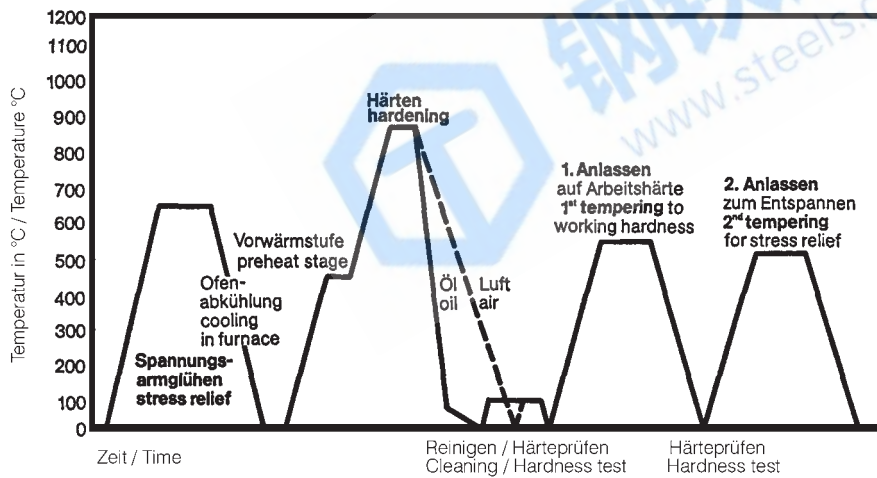 1200
1100
1000
900
800
700
600
500
400
300
200
100
0
Temperatur in °C / Temperature °C
Härten
hardening
1. Anlassen
auf Arbeitshärte
1st tempering to
working hardness
2. Anlassen
zum Entspannen
2nd tempering
for stress relief
Vorwärmstufe
preheat stage
Ofen-
abkühlung
cooling
in furnace
Öl
oil
Luft
air
Spannungs-
armglühen
stress relief
Zeit / Time
Reinigen / Härteprüfen
Cleaning / Hardness test
Härteprüfen
Hardness test
钢铁
www.steels.c